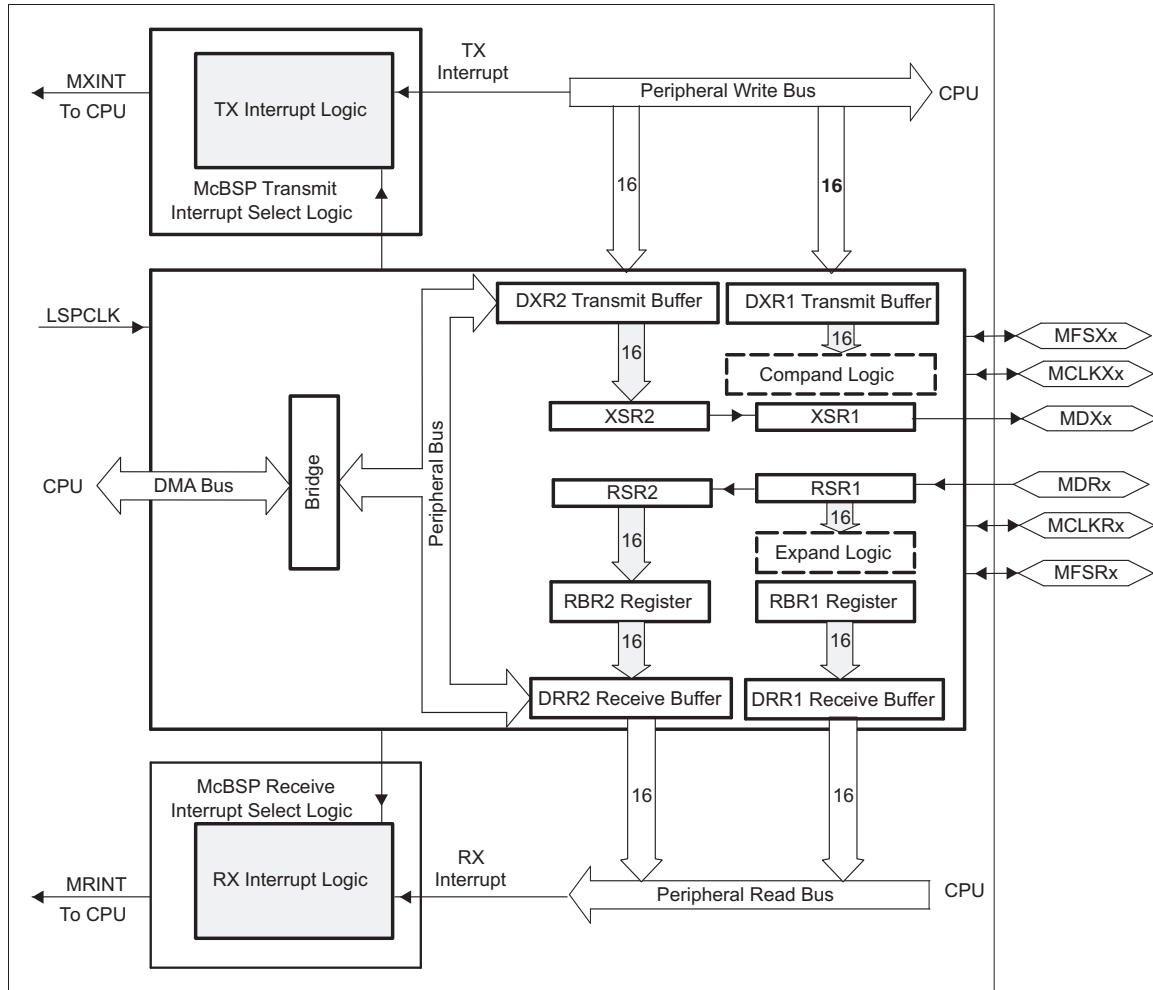 MXINT
To CPU
TX Interrupt Logic
McBSP Transmit
Interrupt Select Logic
TX
Interrupt
Peripheral Write Bus
CPU
16
16
LSPCLK
DXR2 Transmit Buffer
DXR1 Transmit Buffer
16
16
Compand Logic
XSR2
XSR1
MFSXx
MCLKXx
MDXx
CPU
DMA Bus
Bridge
Peripheral Bus
RSR2
RSR1
16
16
Expand Logic
RBR2 Register
RBR1 Register
16
16
DRR2 Receive Buffer
DRR1 Receive Buffer
MDRx
MCLKRx
MFSRx
McBSP Receive
Interrupt Select Logic
RX Interrupt Logic
MRINT
To CPU
RX
Interrupt
16
16
Peripheral Read Bus
CPU